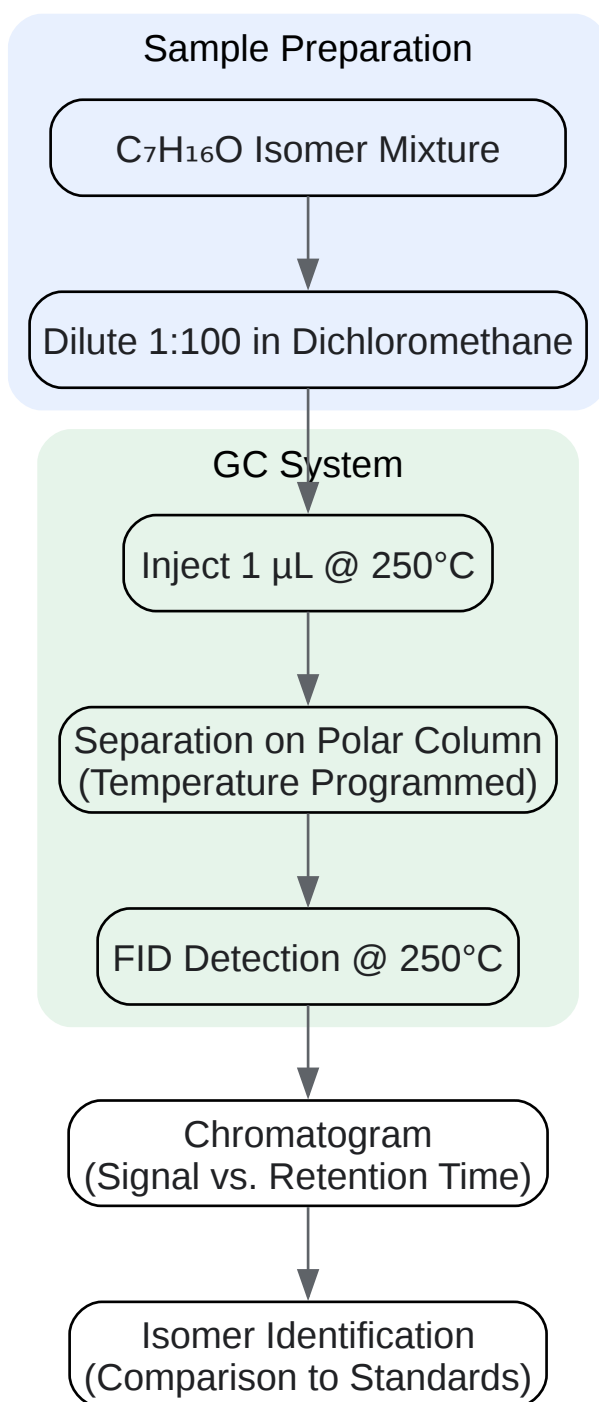 Sample Preparation
C₇H₁₆O Isomer Mixture
Dilute 1:100 in Dichloromethane
GC System
Inject 1 µL @ 250°C
Separation on Polar Column
(Temperature Programmed)
FID Detection @ 250°C
Chromatogram
(Signal vs. Retention Time)
Isomer Identification
(Comparison to Standards)